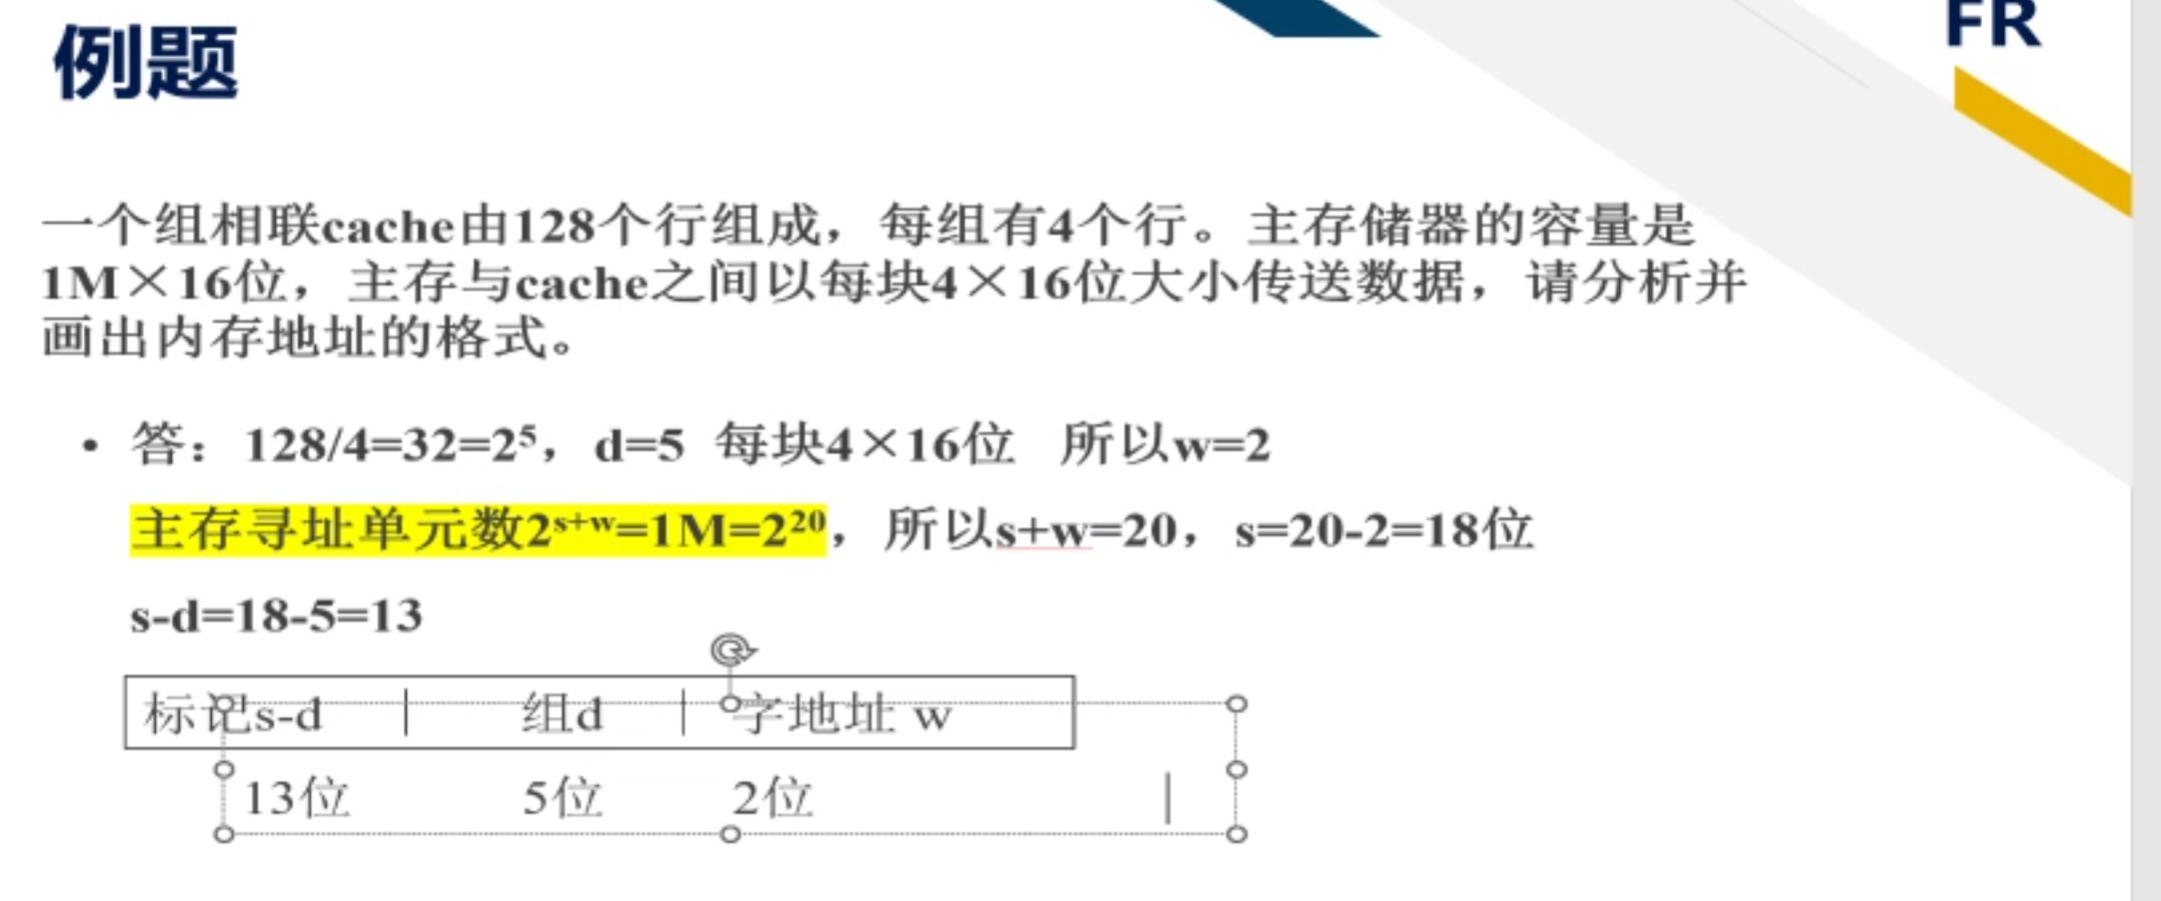 FR
例题
一个组相联cache由128个行组成，每组有4个行。主存储器的容量是
1M×16位，主存与cache之间以每块4×16位大小传送数据，请分析并
画出内存地址的格式。
• 答：128/4=32=2⁵，d=5 每块4×16位 所以w=2
主存寻址单元数2ˢ⁺ʷ=1M=2²⁰，所以s+w=20，s=20-2=18位
s-d=18-5=13
标记s-d | 组d | 字地址 w
13位 5位 2位 |